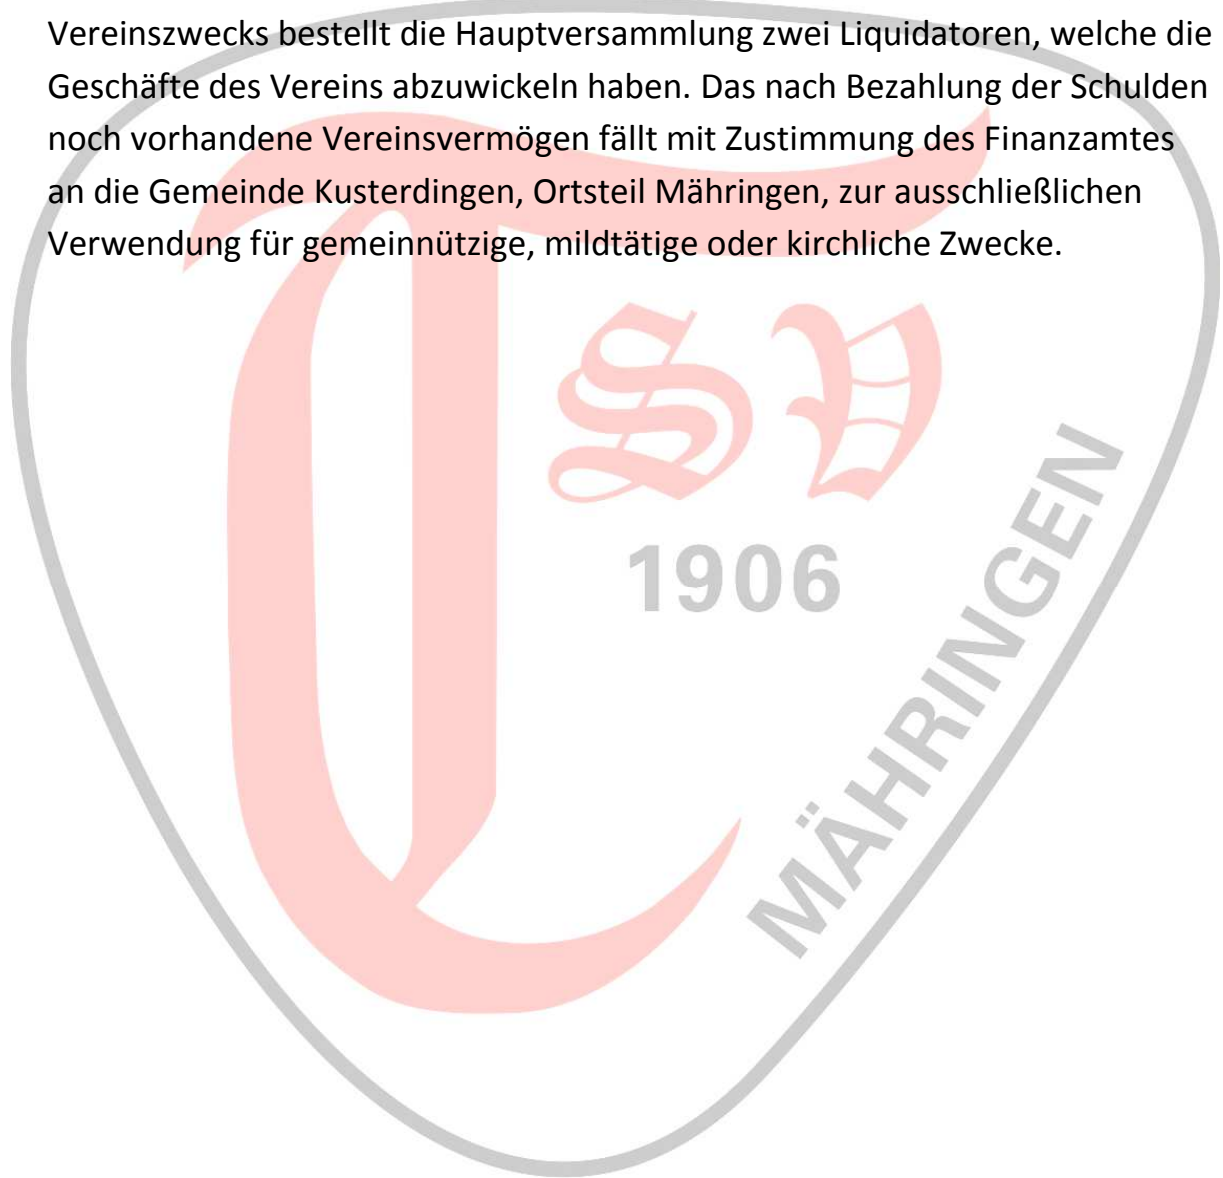 Vereinszwecks bestellt die Hauptversammlung zwei Liquidatoren, welche die
Geschäfte des Vereins abzuwickeln haben. Das nach Bezahlung der Schulden
noch vorhandene Vereinsvermögen fällt mit Zustimmung des Finanzamtes
an die Gemeinde Kusterdingen, Ortsteil Mähringen, zur ausschließlichen
Verwendung für gemeinnützige, mildtätige oder kirchliche Zwecke.
TSV
1906
MÄHRINGEN